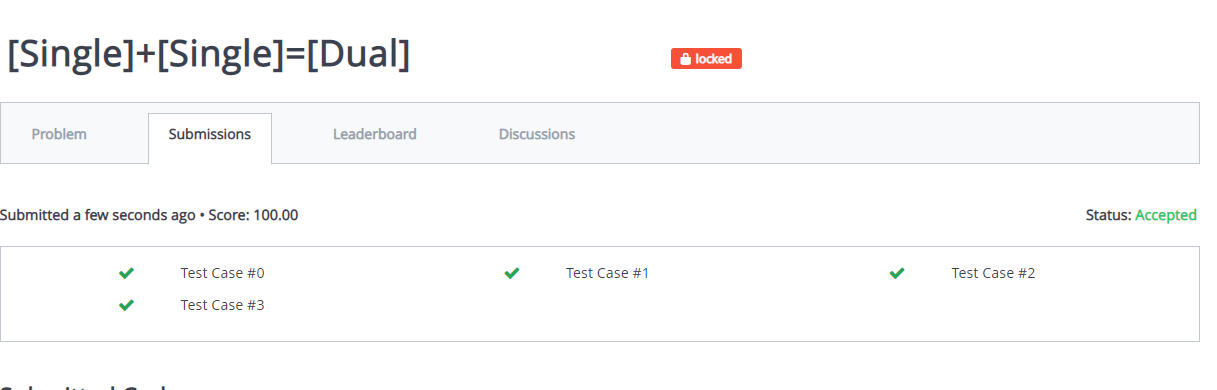 [Single]+[Single]=[Dual]
locked
Problem Submissions Leaderboard Discussions
Submitted a few seconds ago • Score: 100.00 Status: Accepted
Test Case #0 Test Case #1 Test Case #2
Test Case #3